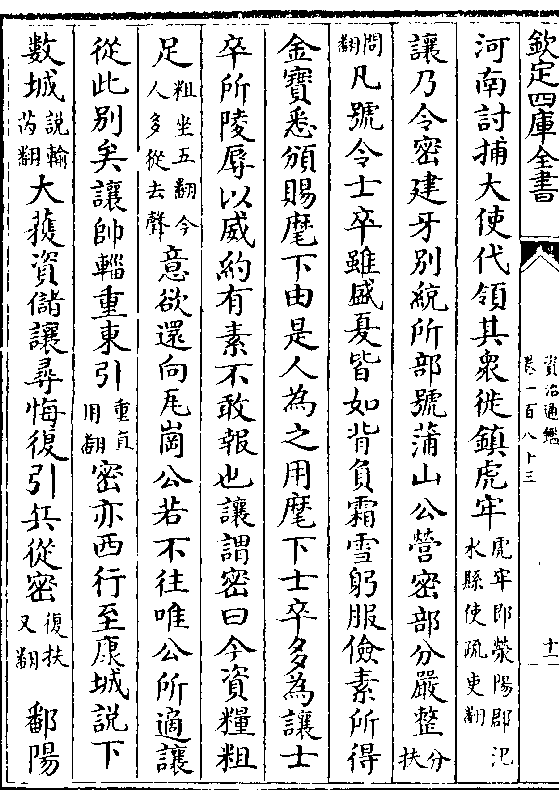 欽定四庫全書
資治通鑑
卷一百八十三
十一
河南討捕大使代領其衆徙鎮虎牢虎牢即滎陽郡汜水縣使疏吏翻
讓乃令密建牙别統所部號蒲山公營密部分嚴整分扶
問翻凡號令士卒雖盛夏皆如背負霜雪躬服儉素所得
金寳悉頒賜麾下由是人為之用麾下士卒多為讓士
卒所陵辱以威約有素不敢報也讓謂密曰今資糧粗
足粗坐五翻今人多從去聲意欲還向瓦崗公若不往唯公所適讓
從此别矣讓帥輜重東引重直用翻密亦西行至康城説下
數城説輸芮翻大獲資儲讓尋悔復引兵從密復扶又翻鄱陽